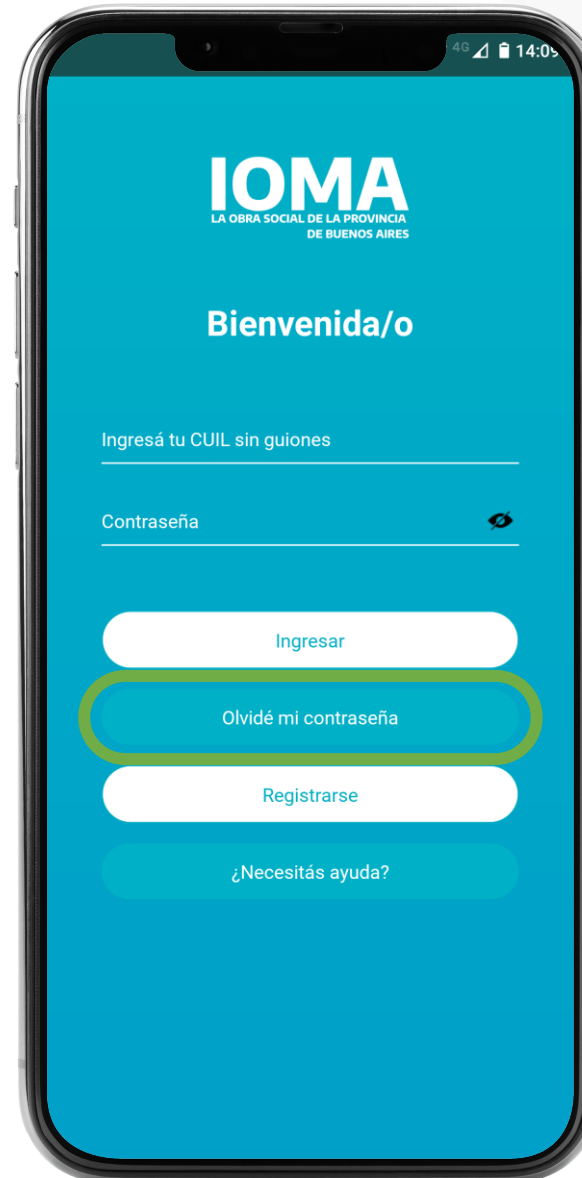 4G 14:09
IOMA
LA OBRA SOCIAL DE LA PROVINCIA
DE BUENOS AIRES
Bienvenida/o
Ingresá tu CUIL sin guiones
Contraseña
Ingresar
Olvidé mi contraseña
Registrarse
¿Necesitás ayuda?